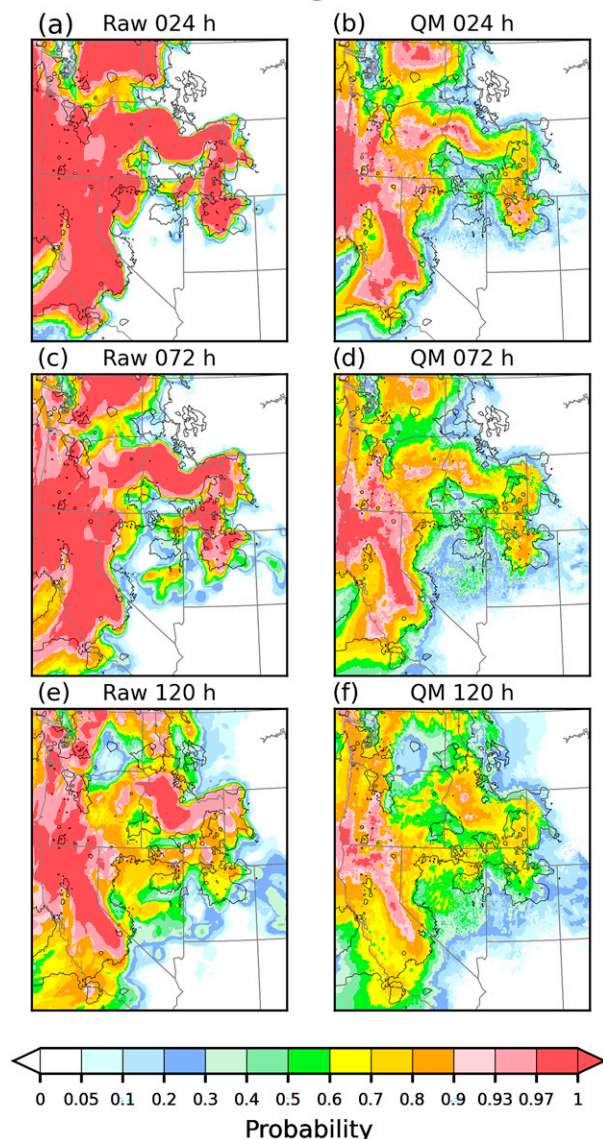 (a) Raw 024 h (b) QM 024 h
(c) Raw 072 h (d) QM 072 h
(e) Raw 120 h (f) QM 120 h
0 0.05 0.1 0.2 0.3 0.4 0.5 0.6 0.7 0.8 0.9 0.93 0.97 1
Probability